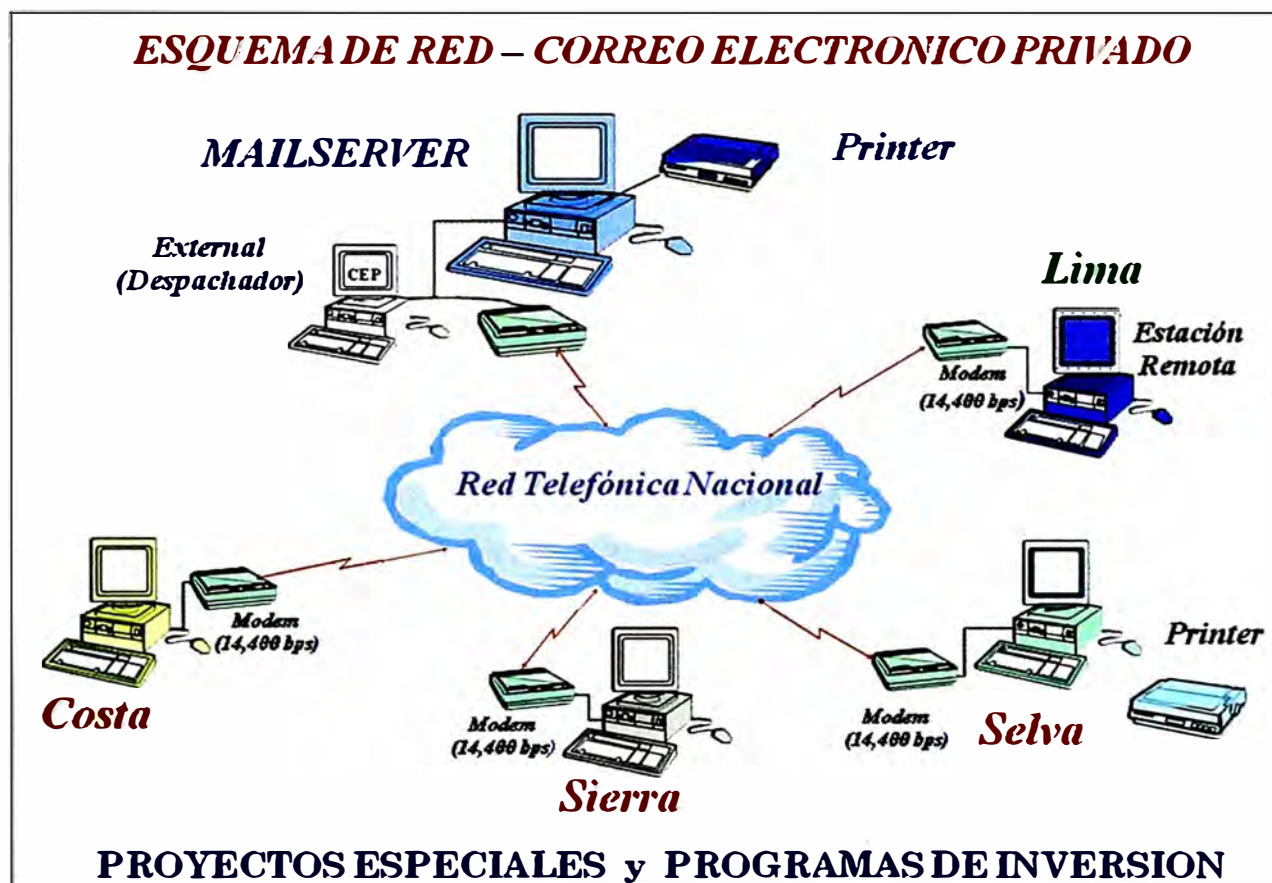 ESQUEMA DE RED – CORREO ELECTRONICO PRIVADO
MAILSERVER
Printer
External
(Despachador)
CEP
Lima
Estación
Remota
Modem
(14,400 bps)
Red Telefónica Nacional
Modem
(14,400 bps)
Costa
Modem
(14,400 bps)
Sierra
Modem
(14,400 bps)
Selva
Printer
PROYECTOS ESPECIALES y PROGRAMAS DE INVERSION